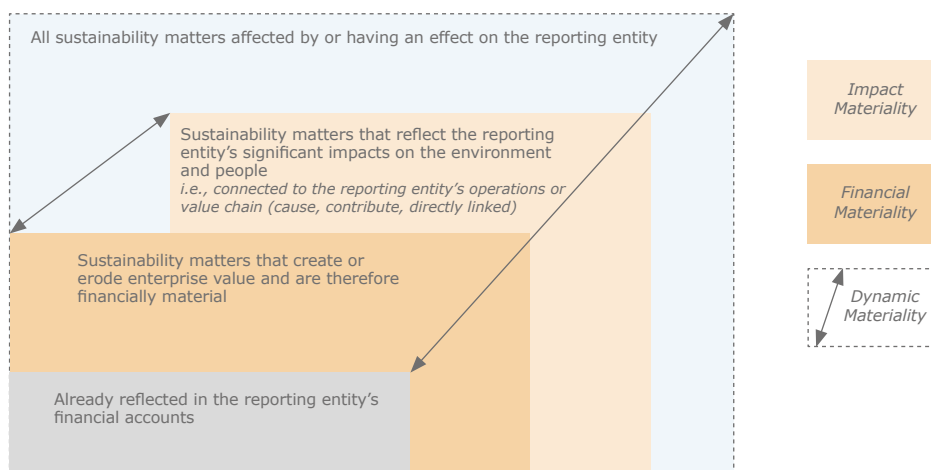 All sustainability matters affected by or having an effect on the reporting entity
Sustainability matters that reflect the reporting
entity's significant impacts on the environment
and people
i.e., connected to the reporting entity's operations or
value chain (cause, contribute, directly linked)
Sustainability matters that create or
erode enterprise value and are therefore
financially material
Already reflected in the reporting entity's
financial accounts
Impact
Materiality
Financial
Materiality
Dynamic
Materiality